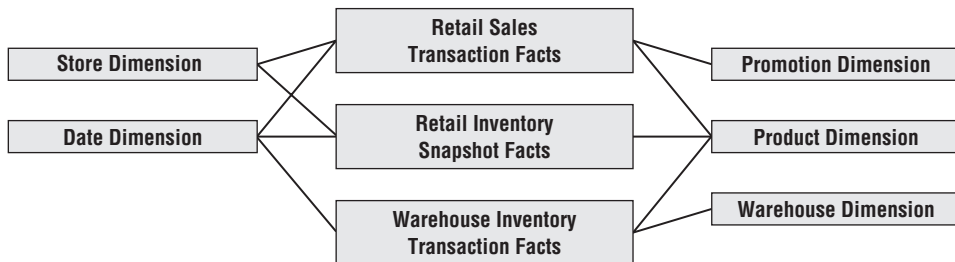 Store Dimension
Date Dimension
Retail Sales
Transaction Facts
Retail Inventory
Snapshot Facts
Warehouse Inventory
Transaction Facts
Promotion Dimension
Product Dimension
Warehouse Dimension